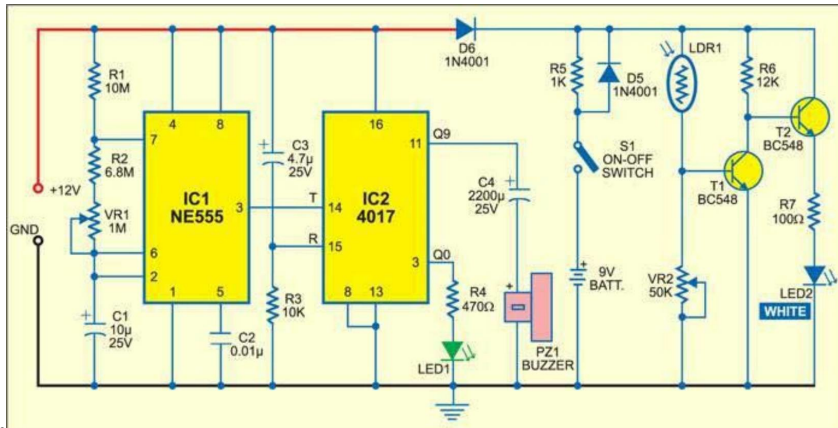 D6
1N4001
R1
10M
R5
1K
D5
1N4001
LDR1
R6
12K
4
8
7
16
11
Q9
C3
4.7µ
25V
T2
BC548
R2
6.8M
+12V
IC1
NE555
3
T
14
IC2
4017
C4
2200µ
25V
S1
ON-OFF
SWITCH
T1
BC548
VR1
1M
GND
R7
100Ω
6
R
15
3
Q0
2
9V
BATT.
VR2
50K
LED2
WHITE
1
5
8
13
R3
10K
R4
470Ω
C1
10µ
25V
C2
0.01µ
LED1
PZ1
BUZZER